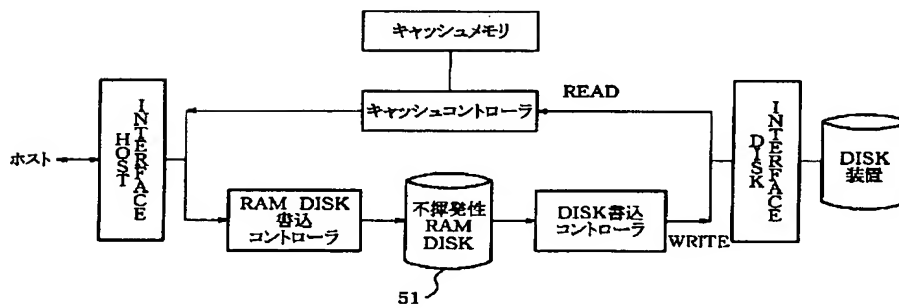 キャッシュメモリ
キャッシュコントローラ
READ
ホスト
HOST
INTERFACE
RAM DISK
書込
コントローラ
不揮発性
RAM
DISK
DISK書込
コントローラ
WRITE
DISK
INTERFACE
DISK
装置
51